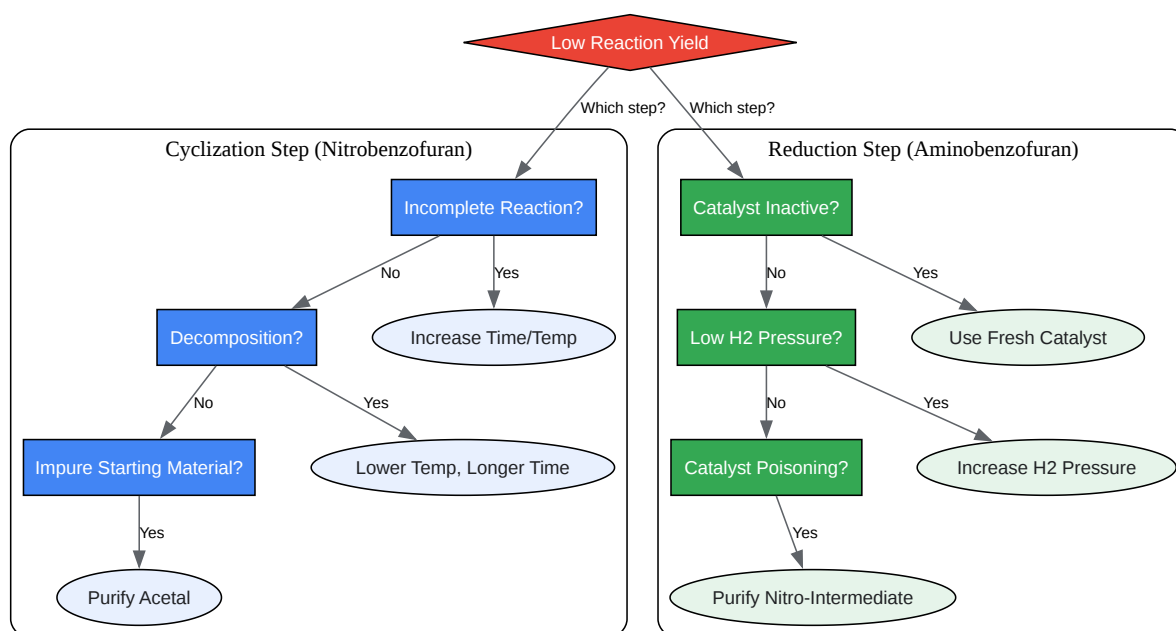 Low Reaction Yield
Which step?
Which step?
Cyclization Step (Nitrobenzofuran)
Incomplete Reaction?
No
Yes
Decomposition?
Increase Time/Temp
No
Yes
Impure Starting Material?
Lower Temp, Longer Time
Yes
Purify Acetal
Reduction Step (Aminobenzofuran)
Catalyst Inactive?
No
Yes
Low H2 Pressure?
Use Fresh Catalyst
No
Yes
Catalyst Poisoning?
Increase H2 Pressure
Yes
Purify Nitro-Intermediate